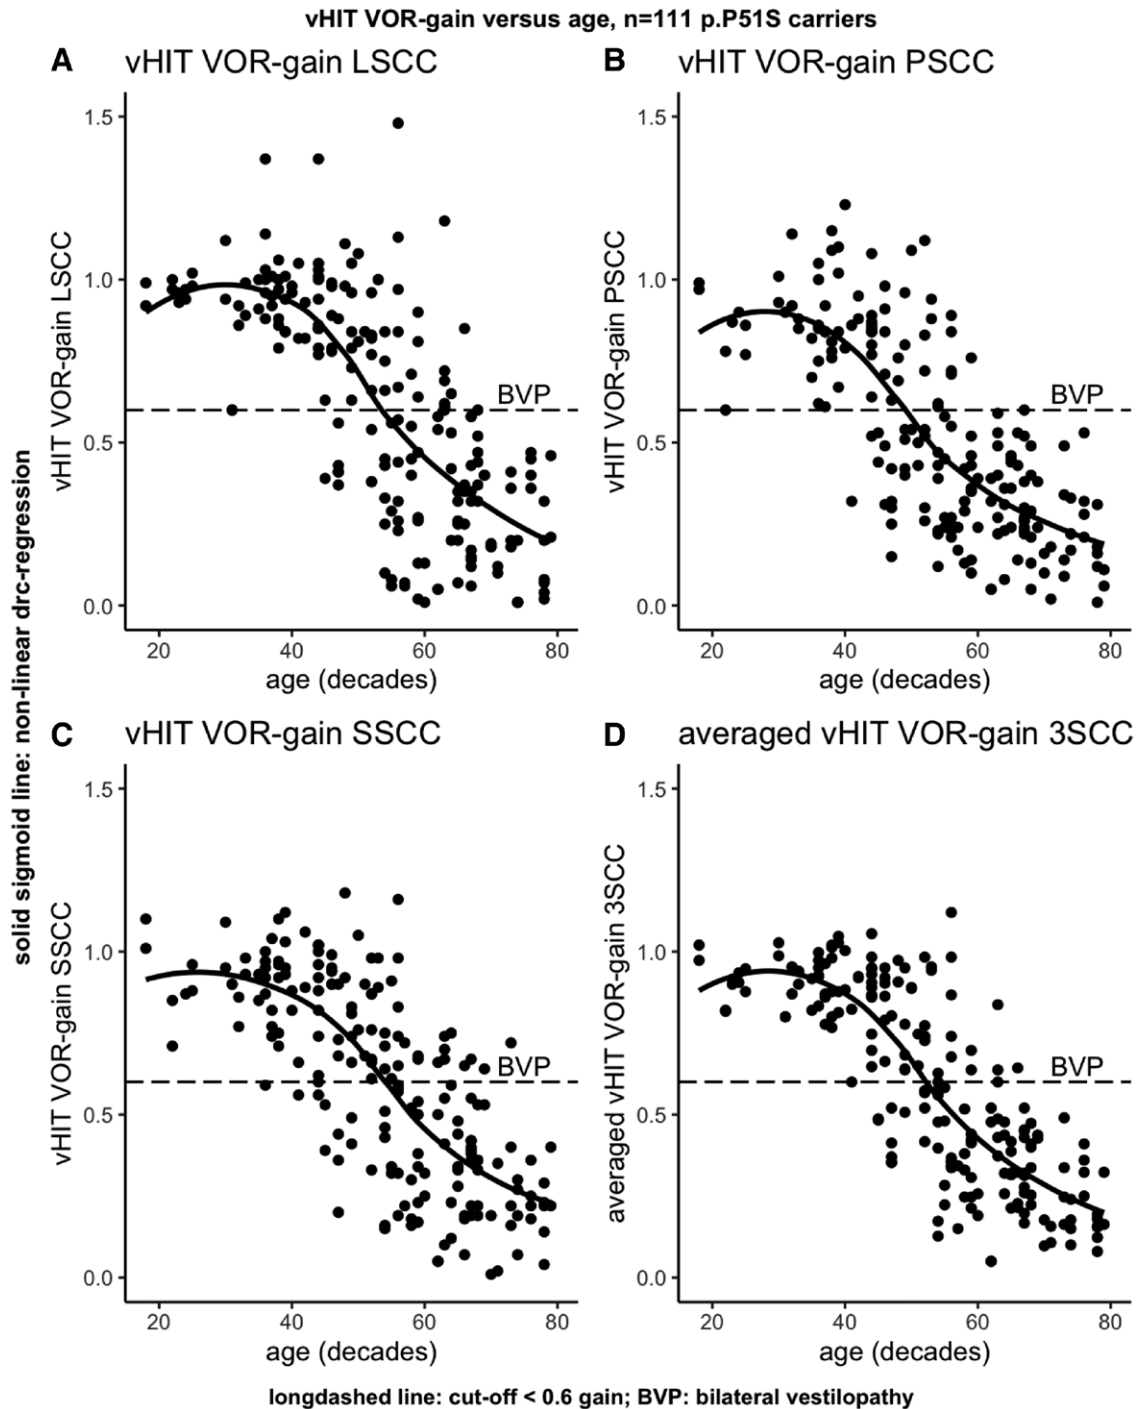 vHIT VOR-gain versus age, n=111 p.P51S carriers
A
vHIT VOR-gain LSCC
vHIT VOR-gain LSCC
1.5
1.0
0.5
0.0
BVP
20 40 60 80
age (decades)
B
vHIT VOR-gain PSCC
vHIT VOR-gain PSCC
1.5
1.0
0.5
0.0
BVP
20 40 60 80
age (decades)
solid sigmoid line: non-linear drc-regression
C
vHIT VOR-gain SSCC
vHIT VOR-gain SSCC
1.5
1.0
0.5
0.0
BVP
20 40 60 80
age (decades)
D
averaged vHIT VOR-gain 3SCC
averaged vHIT VOR-gain 3SCC
1.5
1.0
0.5
0.0
BVP
20 40 60 80
age (decades)
longdashed line: cut-off < 0.6 gain; BVP: bilateral vestilopathy